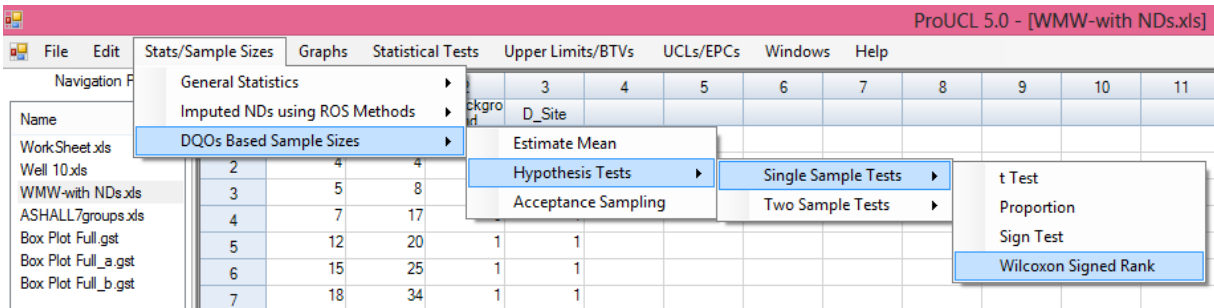 ProUCL 5.0 - [WMW-with NDs.xls]
File Edit Stats/Sample Sizes Graphs Statistical Tests Upper Limits/BTVs UCLs/EPCs Windows Help
Navigation P
General Statistics
3 4 5 6 7 8 9 10 11
Name
Imputed NDs using ROS Methods
D_Site
WorkSheet.xls
DQOs Based Sample Sizes
Estimate Mean
Well 10.xls
2 4 4
Hypothesis Tests
Single Sample Tests
t Test
WMW-with NDs.xls
3 5 8
Acceptance Sampling
Two Sample Tests
Proportion
ASHALL7groups.xls
4 7 17
Sign Test
Box Plot Full.gst
5 12 20 1 1
Box Plot Full_a.gst
6 15 25 1 1
Wilcoxon Signed Rank
Box Plot Full_b.gst
7 18 34 1 1